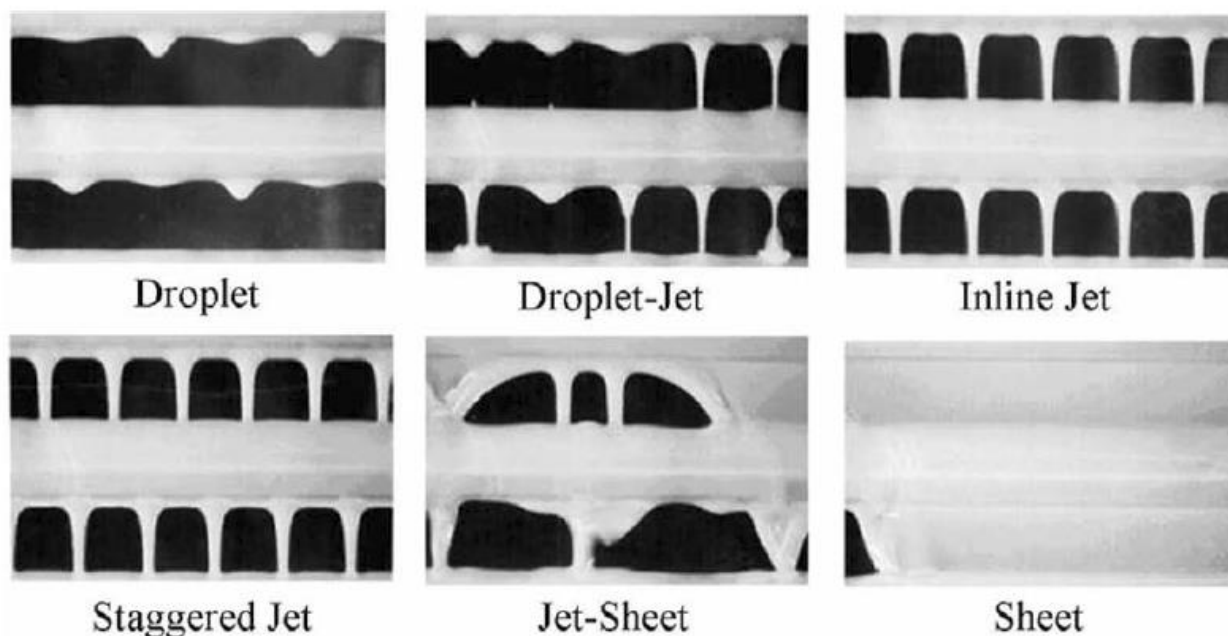 Droplet
Droplet-Jet
Inline Jet
Staggered Jet
Jet-Sheet
Sheet